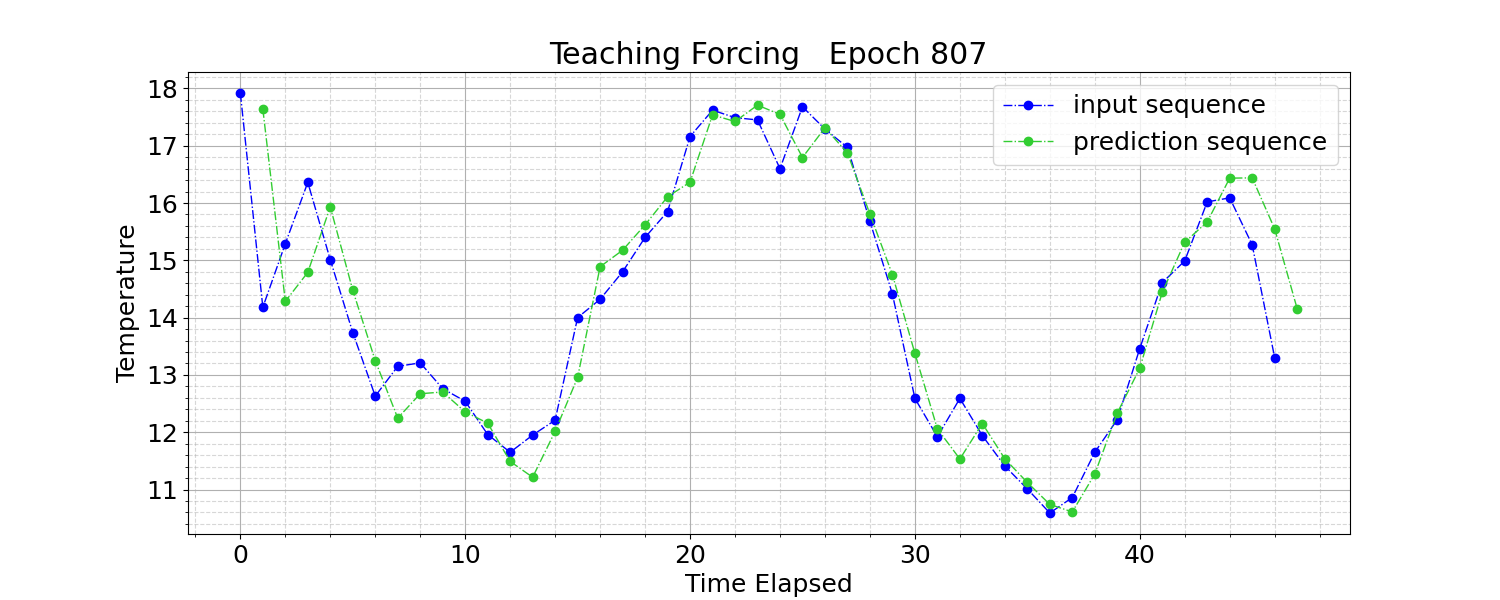 Teaching Forcing   Epoch 807
input sequence
prediction sequence
Temperature
18
17
16
15
14
13
12
11
0 10 20 30 40
Time Elapsed